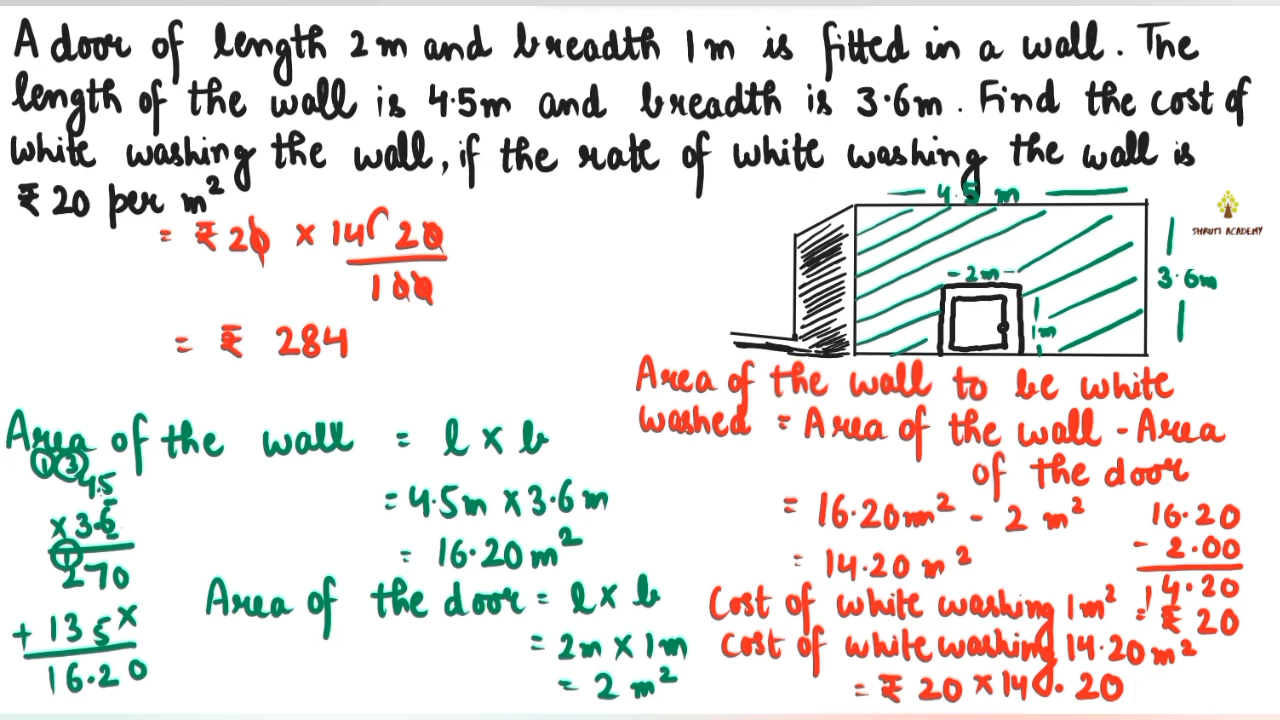 A door of length 2m and breadth 1m is fitted in a wall. The
length of the wall is 4.5m and breadth is 3.6m. Find the cost of
white washing the wall, if the rate of white washing the wall is
₹20 per m²
= ₹20 × 1420
100
= ₹ 284
4.5 m
3.6m
2m
1m
SHRUTI ACADEMY
Area of the wall = l × b
= 4.5m × 3.6m
= 16.20m²
1 3
4.5
×3.6
1
270
+135×
16.20
Area of the door = l × b
= 2m × 1m
= 2 m²
Area of the wall to be white
washed = Area of the wall - Area
of the door
= 16.20m² - 2 m²
= 14.20 m²
16.20
- 2.00
14.20
Cost of white washing 1m² = ₹ 20
Cost of white washing 14.20m²
= ₹ 20 × 14.20